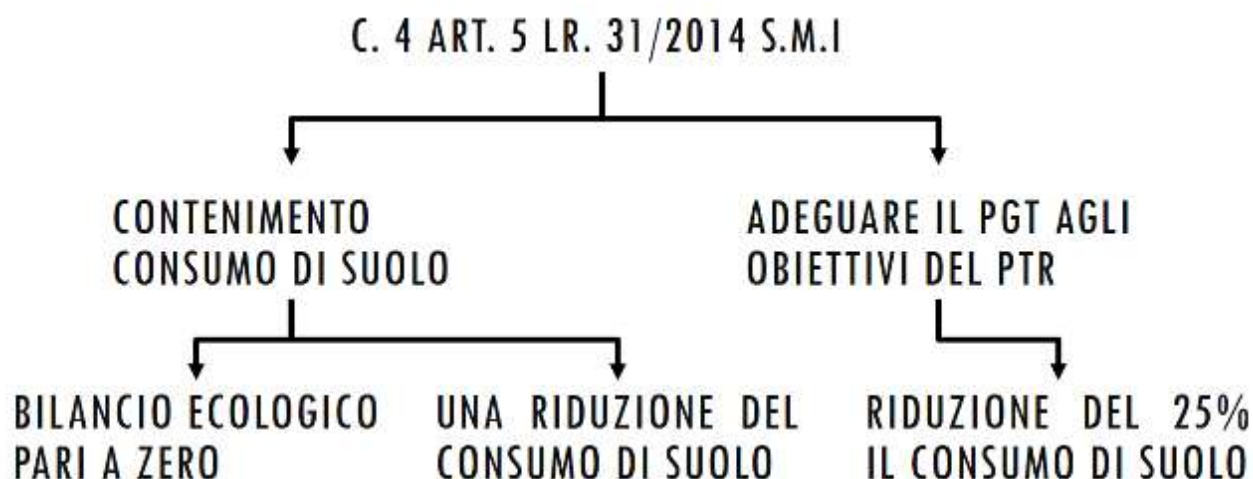 C. 4 ART. 5 LR. 31/2014 S.M.I
CONTENIMENTO
CONSUMO DI SUOLO
ADEGUARE IL PGT AGLI
OBIETTIVI DEL PTR
BILANCIO ECOLOGICO
PARI A ZERO
UNA RIDUZIONE DEL
CONSUMO DI SUOLO
RIDUZIONE DEL 25%
IL CONSUMO DI SUOLO